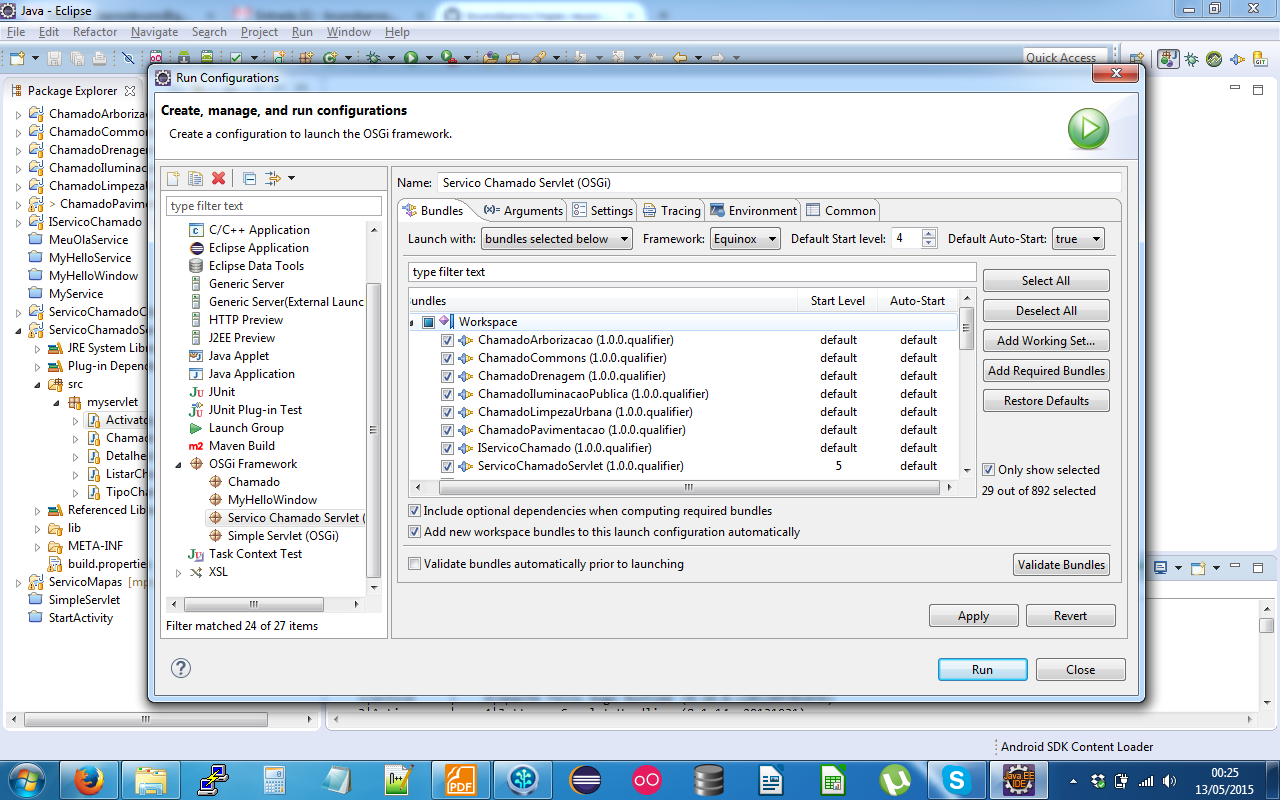 Java - Eclipse
File Edit Refactor Navigate Search Project Run Window Help
Quick Access
Package Explorer
ChamadoArboriza
ChamadoCommo
ChamadoDrenager
ChamadoIluminac
ChamadoLimpezaU
> ChamadoPavime
IServicoChamado
MeuOlaService
MyHelloService
MyHelloWindow
MyService
ServicoChamadoC
ServicoChamadoSe
JRE System Libr
Plug-in Depend
src
myservlet
Activato
Chamad
Detalhe
ListarCh
TipoCha
Referenced Lib
lib
META-INF
build.propertie
ServicoMapas [mp
SimpleServlet
StartActivity
Run Configurations
Create, manage, and run configurations
Create a configuration to launch the OSGi framework.
type filter text
C/C++ Application
Eclipse Application
Eclipse Data Tools
Generic Server
Generic Server(External Launc
HTTP Preview
J2EE Preview
Java Applet
Java Application
JUnit
JUnit Plug-in Test
Launch Group
m2 Maven Build
OSGi Framework
Chamado
MyHelloWindow
Servico Chamado Servlet (
Simple Servlet (OSGi)
Task Context Test
XSL
Filter matched 24 of 27 items
Name: Servico Chamado Servlet (OSGi)
Bundles (x)= Arguments Settings Tracing Environment Common
Launch with: bundles selected below Framework: Equinox Default Start level: 4 Default Auto-Start: true
type filter text
undles Start Level Auto-Start
Workspace
ChamadoArborizacao (1.0.0.qualifier) default default
ChamadoCommons (1.0.0.qualifier) default default
ChamadoDrenagem (1.0.0.qualifier) default default
ChamadoIluminacaoPublica (1.0.0.qualifier) default default
ChamadoLimpezaUrbana (1.0.0.qualifier) default default
ChamadoPavimentacao (1.0.0.qualifier) default default
IServicoChamado (1.0.0.qualifier) default default
ServicoChamadoServlet (1.0.0.qualifier) 5 default
Select All
Deselect All
Add Working Set...
Add Required Bundles
Restore Defaults
Only show selected
29 out of 892 selected
Include optional dependencies when computing required bundles
Add new workspace bundles to this launch configuration automatically
Validate bundles automatically prior to launching
Validate Bundles
Apply Revert
Run Close
Android SDK Content Loader
PDF
Java EE
IDE
00:25
13/05/2015